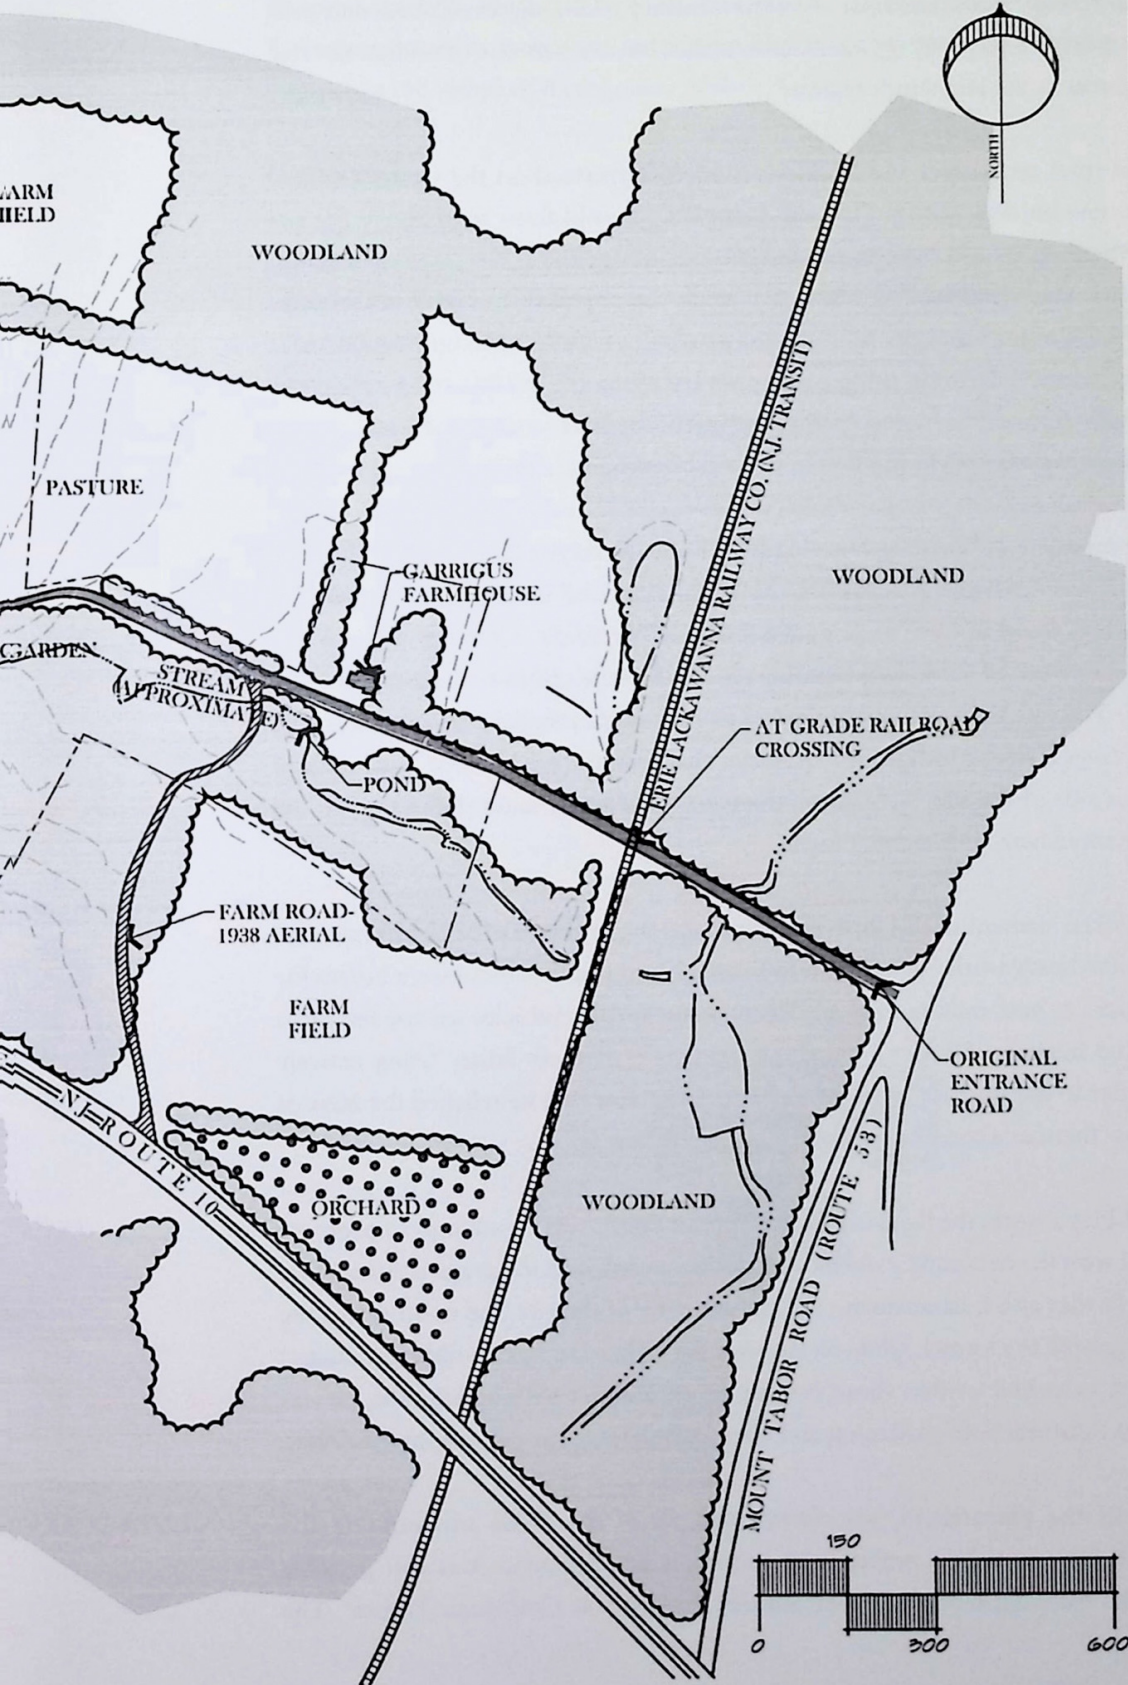 NORTH
FIELD
WOODLAND
ERIE LACKAWANNA RAILWAY CO. (N.J. TRANSIT)
PASTURE
GARRIGUS
FARMHOUSE
WOODLAND
GARDEN
STREAM
(APPROXIMATE)
AT GRADE RAILROAD
CROSSING
POND
FARM ROAD-
1938 AERIAL
FARM
FIELD
ORIGINAL
ENTRANCE
ROAD
N.J. ROUTE 10
ORCHARD
WOODLAND
MOUNT TABOR ROAD (ROUTE 53)
150
0
300
600